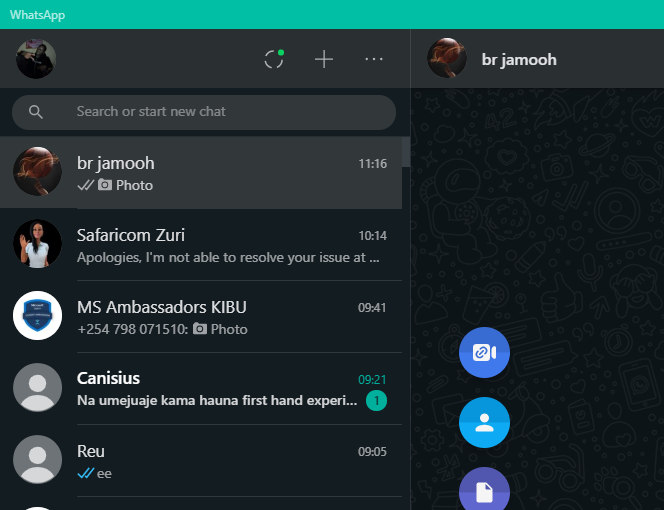 WhatsApp
br jamooh
Search or start new chat
br jamooh 11:16
Photo
Safaricom Zuri 10:14
Apologies, I'm not able to resolve your issue at ...
MS Ambassadors KIBU 09:41
+254 798 071510: Photo
Canisius 09:21
Na umejuaje kama hauna first hand experi... 1
Reu 09:05
ee